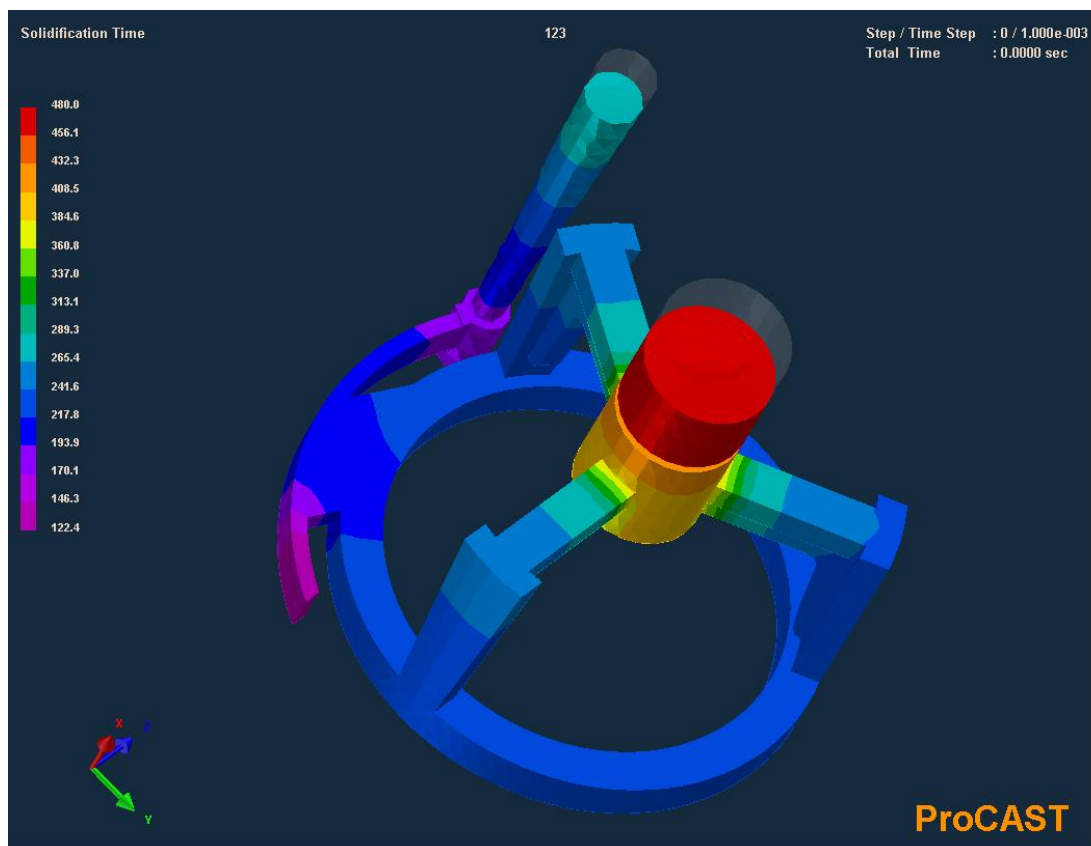 Solidification Time
123
Step / Time Step : 0 / 1.000e-003
Total Time : 0.0000 sec
480.0
456.1
432.3
408.5
384.6
360.8
337.0
313.1
289.3
265.4
241.6
217.8
193.9
170.1
146.3
122.4
X
Z
Y
ProCAST